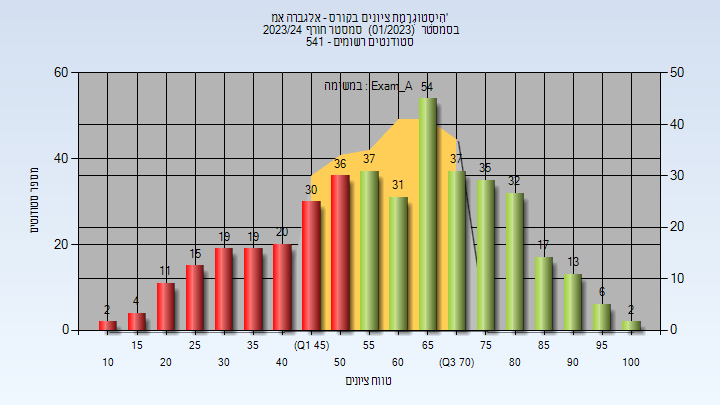 היסטוגרמת ציונים בקורס - אלגברה אמ'
בסמסטר (01/2023) סמסטר חורף 2023/24
סטודנטים רשומים - 541
במשימה : Exam_A
60 40 20 0
מספר סטודנטים
50 40 30 20 10 0
2 4 11 15 19 19 20 30 36 37 31 54 37 35 32 17 13 6 2
15 25 35 (Q1 45) 55 65 75 85 95
10 20 30 40 50 60 (Q3 70) 80 90 100
טווח ציונים